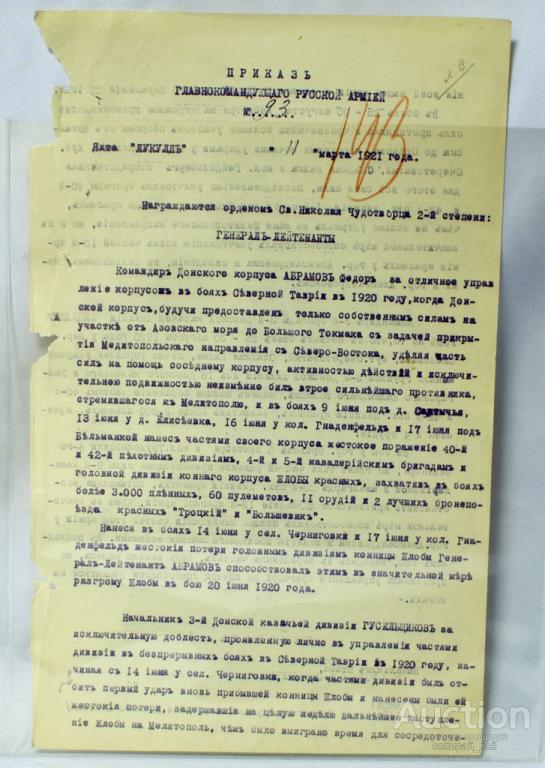 ПРИКАЗЪ
ГЛАВНОКОМАНДУЮЩАГО РУССКОЙ АРМІЕЙ
№ 93
193
Яхта "ЛУКУЛЛЪ" " 11 " марта 1921 года.
Награждаются орденомъ Св.Николая Чудотворца 2-й степени:
ГЕНЕРАЛЪ-ЛЕЙТЕНАНТЫ
Командиръ Донского корпуса АБРАМОВЪ Федоръ за отличное управ
леніе корпусомъ въ бояхъ Сѣверной Тавріи въ 1920 году,когда Дон-
ской корпусъ,будучи предоставленъ только собственнымъ силамъ на
участкѣ отъ Азовскаго моря до Большого Токмака съ задачей прикры-
тія Мелитопольскаго направленія съ Сѣверо-Востока, удѣляя часть
силъ на помощь сосѣднему корпусу, активностью дѣйствій и исключи-
тельною подвижностью неизмѣнно билъ втрое сильнѣйшаго противника,
стремившагося къ Мелитополю, и въ бояхъ 9 іюня подъ д.
13 іюня у д. Елисѣевка, 16 іюня у кол. Гнаденфельдъ и 17 іюня подъ
Бѣльманкой нанесъ частями своего корпуса жестокое пораженіе 40-й
и 42-й пѣхотнымъ дивизіямъ, 4-й и 5-й кавалерійскимъ бригадамъ и
головной дивизіи коннаго корпуса ЖЛОБЫ красныхъ, захвативъ въ бояхъ
болѣе 3.000 плѣнныхъ, 60 пулеметовъ, II орудій и 2 лучшихъ бронепо-
ѣзда красныхъ "Троцкій" и "Большевикъ".
Нанеся въ бояхъ 14 іюня у сел. Черниговки и 17 іюня у кол. Гна-
денфельдъ жестокія потери головнымъ дивизіямъ конницы Жлобы Гене-
ралъ-Лейтенантъ АБРАМОВЪ способствовалъ этимъ въ значительной мѣрѣ
разгрому Жлобы въ бою 20 іюня 1920 года.
Начальникъ 3-й Донской казачьей дивизіи ГУСЕЛЬЩИКОВЪ за
исключительную доблесть, проявленную лично въ управленіи частями
дивизіи въ безпрерывныхъ бояхъ въ Сѣверной Тавріи въ 1920 году, на-
чиная съ 14 іюня у сел. Черниговки, когда частями дивизіи былъ от-
битъ первый ударъ вновь прибывшей конницы Жлобы и нанесены были ей
жестокія потери, задержавшія на цѣлую недѣлю дальнѣйшее наступле-
ніе Жлобы на Мелитополь, чѣмъ было выиграно время для сосредоточе-
Auction
собирай_всё